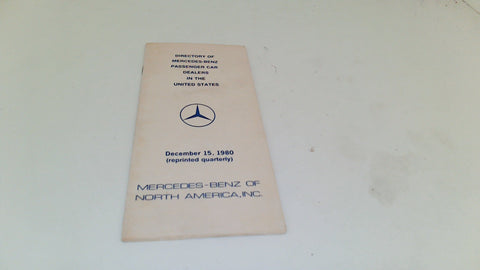 DIRECTORY OF
MERCEDES-BENZ
PASSENGER CAR
DEALERS
IN THE
UNITED STATES
December 15, 1980
(reprinted quarterly)
MERCEDES-BENZ OF
NORTH AMERICA, INC.